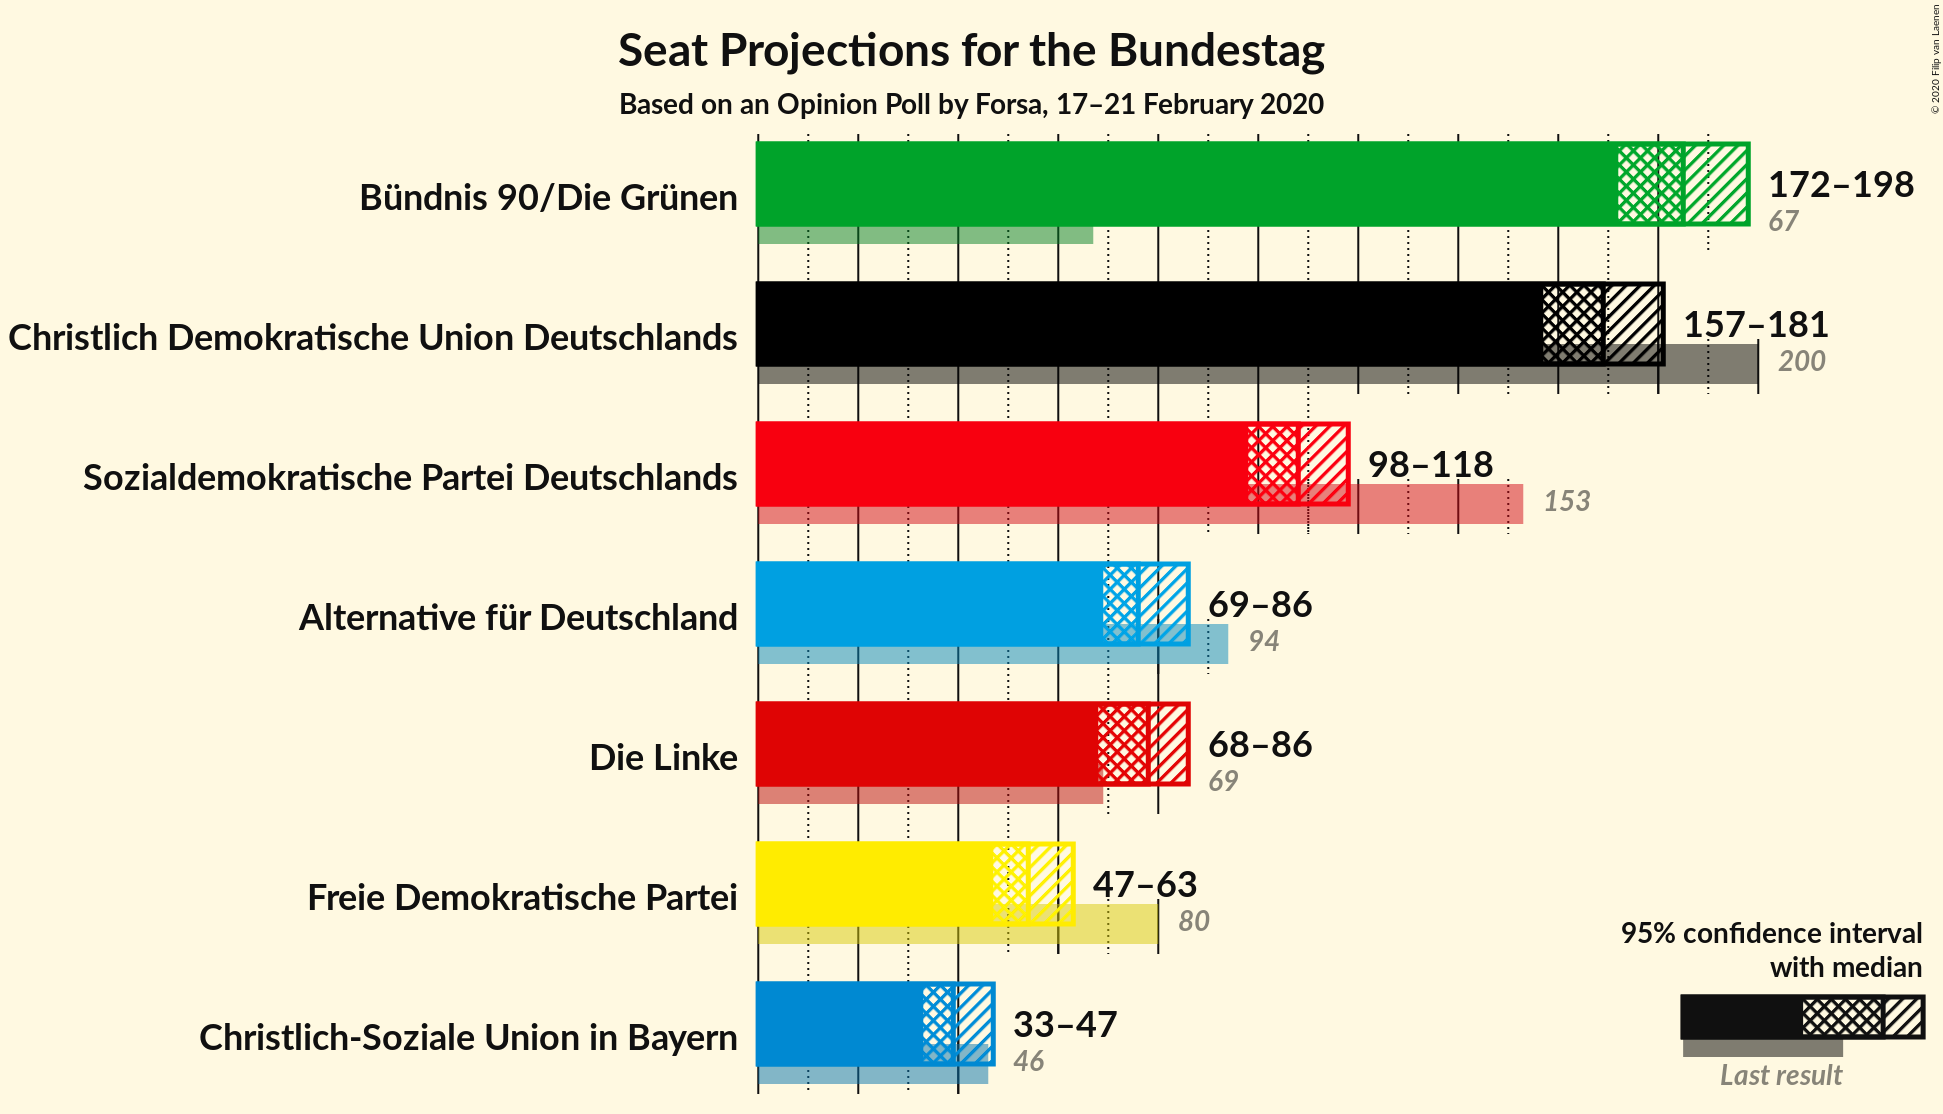 Seat Projections for the Bundestag
Based on an Opinion Poll by Forsa, 17–21 February 2020
© 2020 Filip van Laenen
Bündnis 90/Die Grünen
172–198
67
Christlich Demokratische Union Deutschlands
157–181
200
Sozialdemokratische Partei Deutschlands
98–118
153
Alternative für Deutschland
69–86
94
Die Linke
68–86
69
Freie Demokratische Partei
47–63
80
Christlich-Soziale Union in Bayern
33–47
46
95% confidence interval
with median
Last result